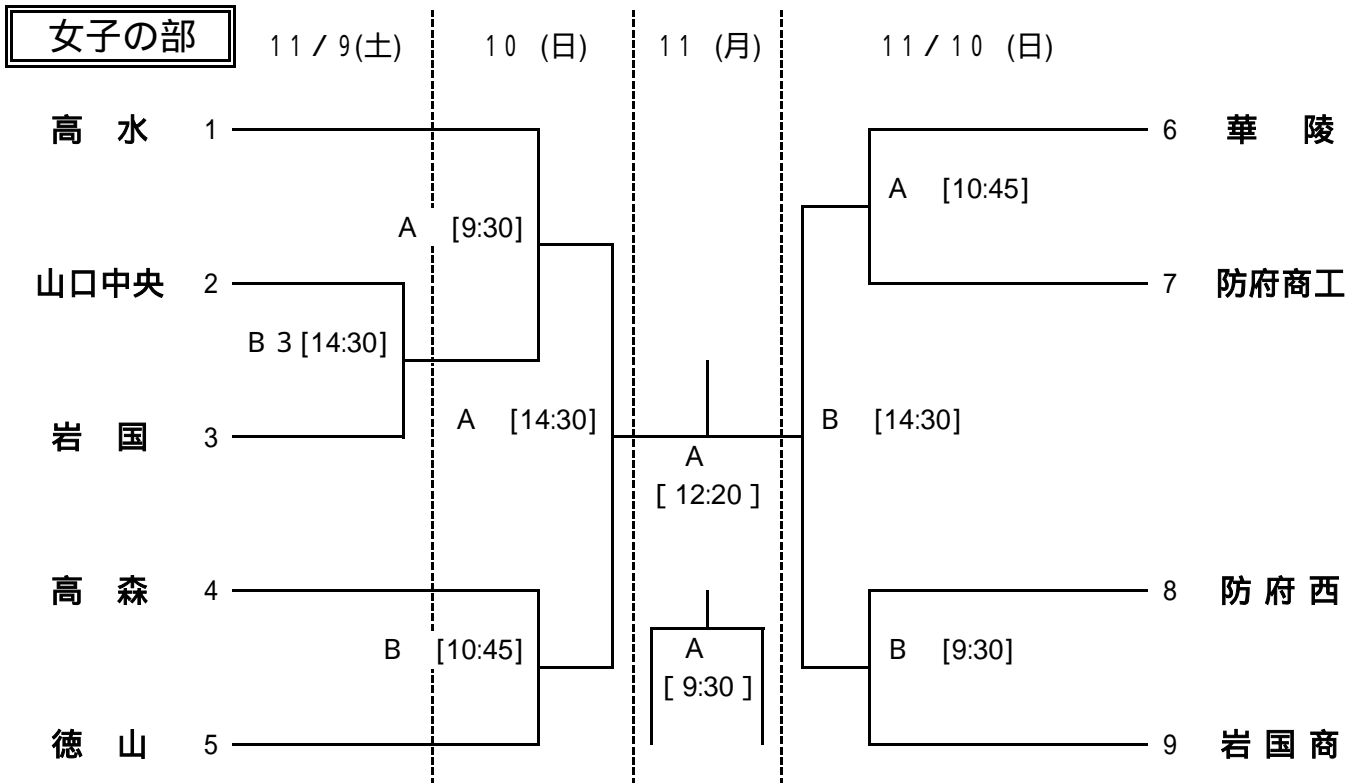 女子の部 11/9(土) 10 (日) 11 (月) 11/10 (日)
高 水 1
6 華 陵
A [10:45]
A [9:30]
山口中央 2
7 防府商工
B 3 [14:30]
A [14:30]
B [14:30]
岩 国 3
A
[ 12:20 ]
高 森 4
8 防 府 西
B [10:45]
A
B [9:30]
[ 9:30 ]
徳 山 5
9 岩 国 商